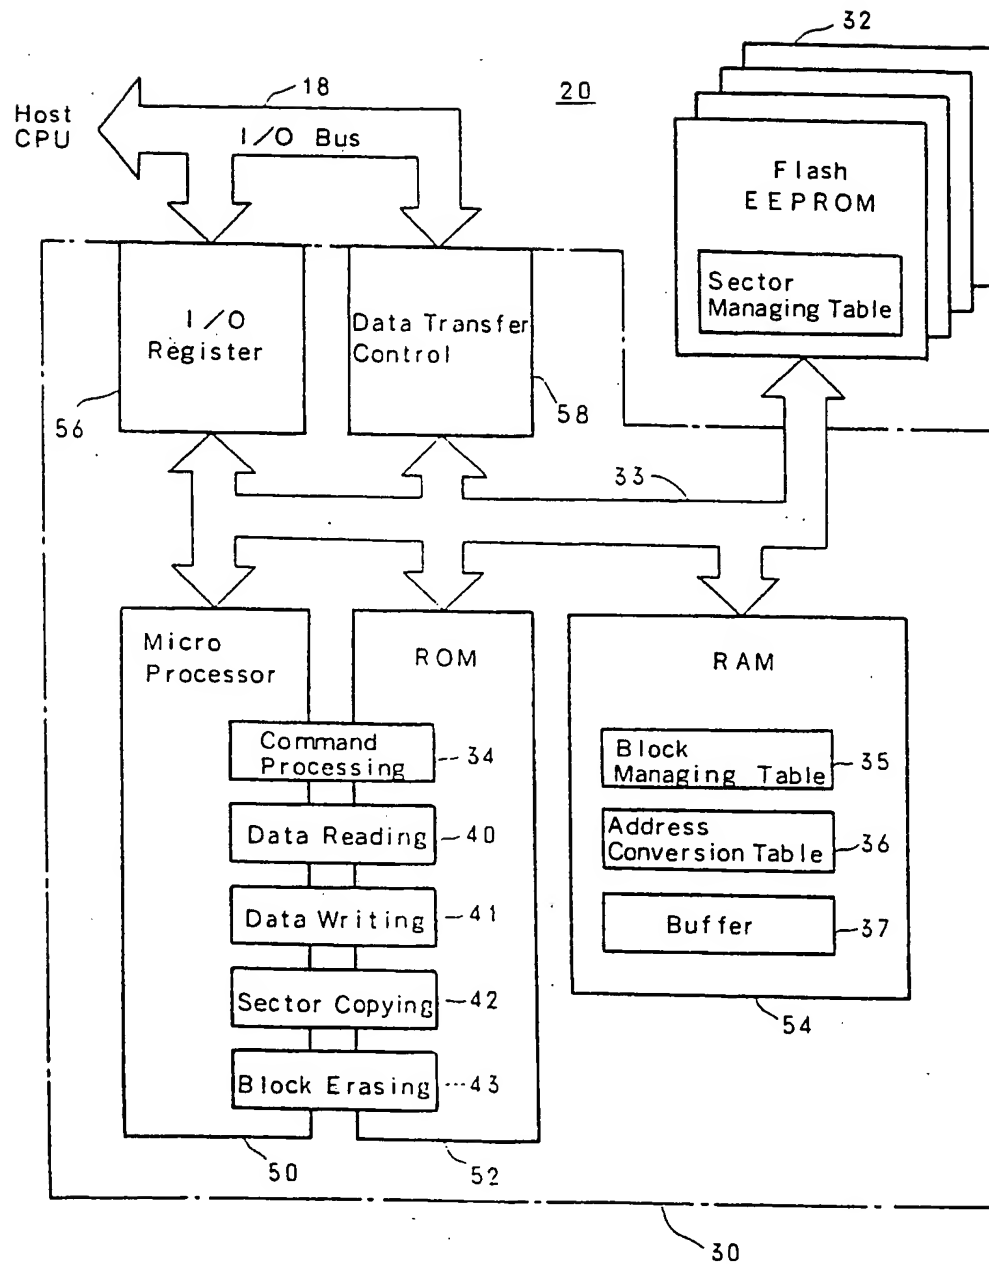 32
18
20
Host
CPU
I/O Bus
Flash
EEPROM
Sector
Managing Table
I/O
Register
Data Transfer
Control
56
58
33
Micro
Processor
ROM
RAM
Command
Processing
34
Block
Managing Table
35
Data Reading
40
Address
Conversion Table
36
Data Writing
41
Buffer
37
Sector Copying
42
54
Block Erasing
43
50
52
30